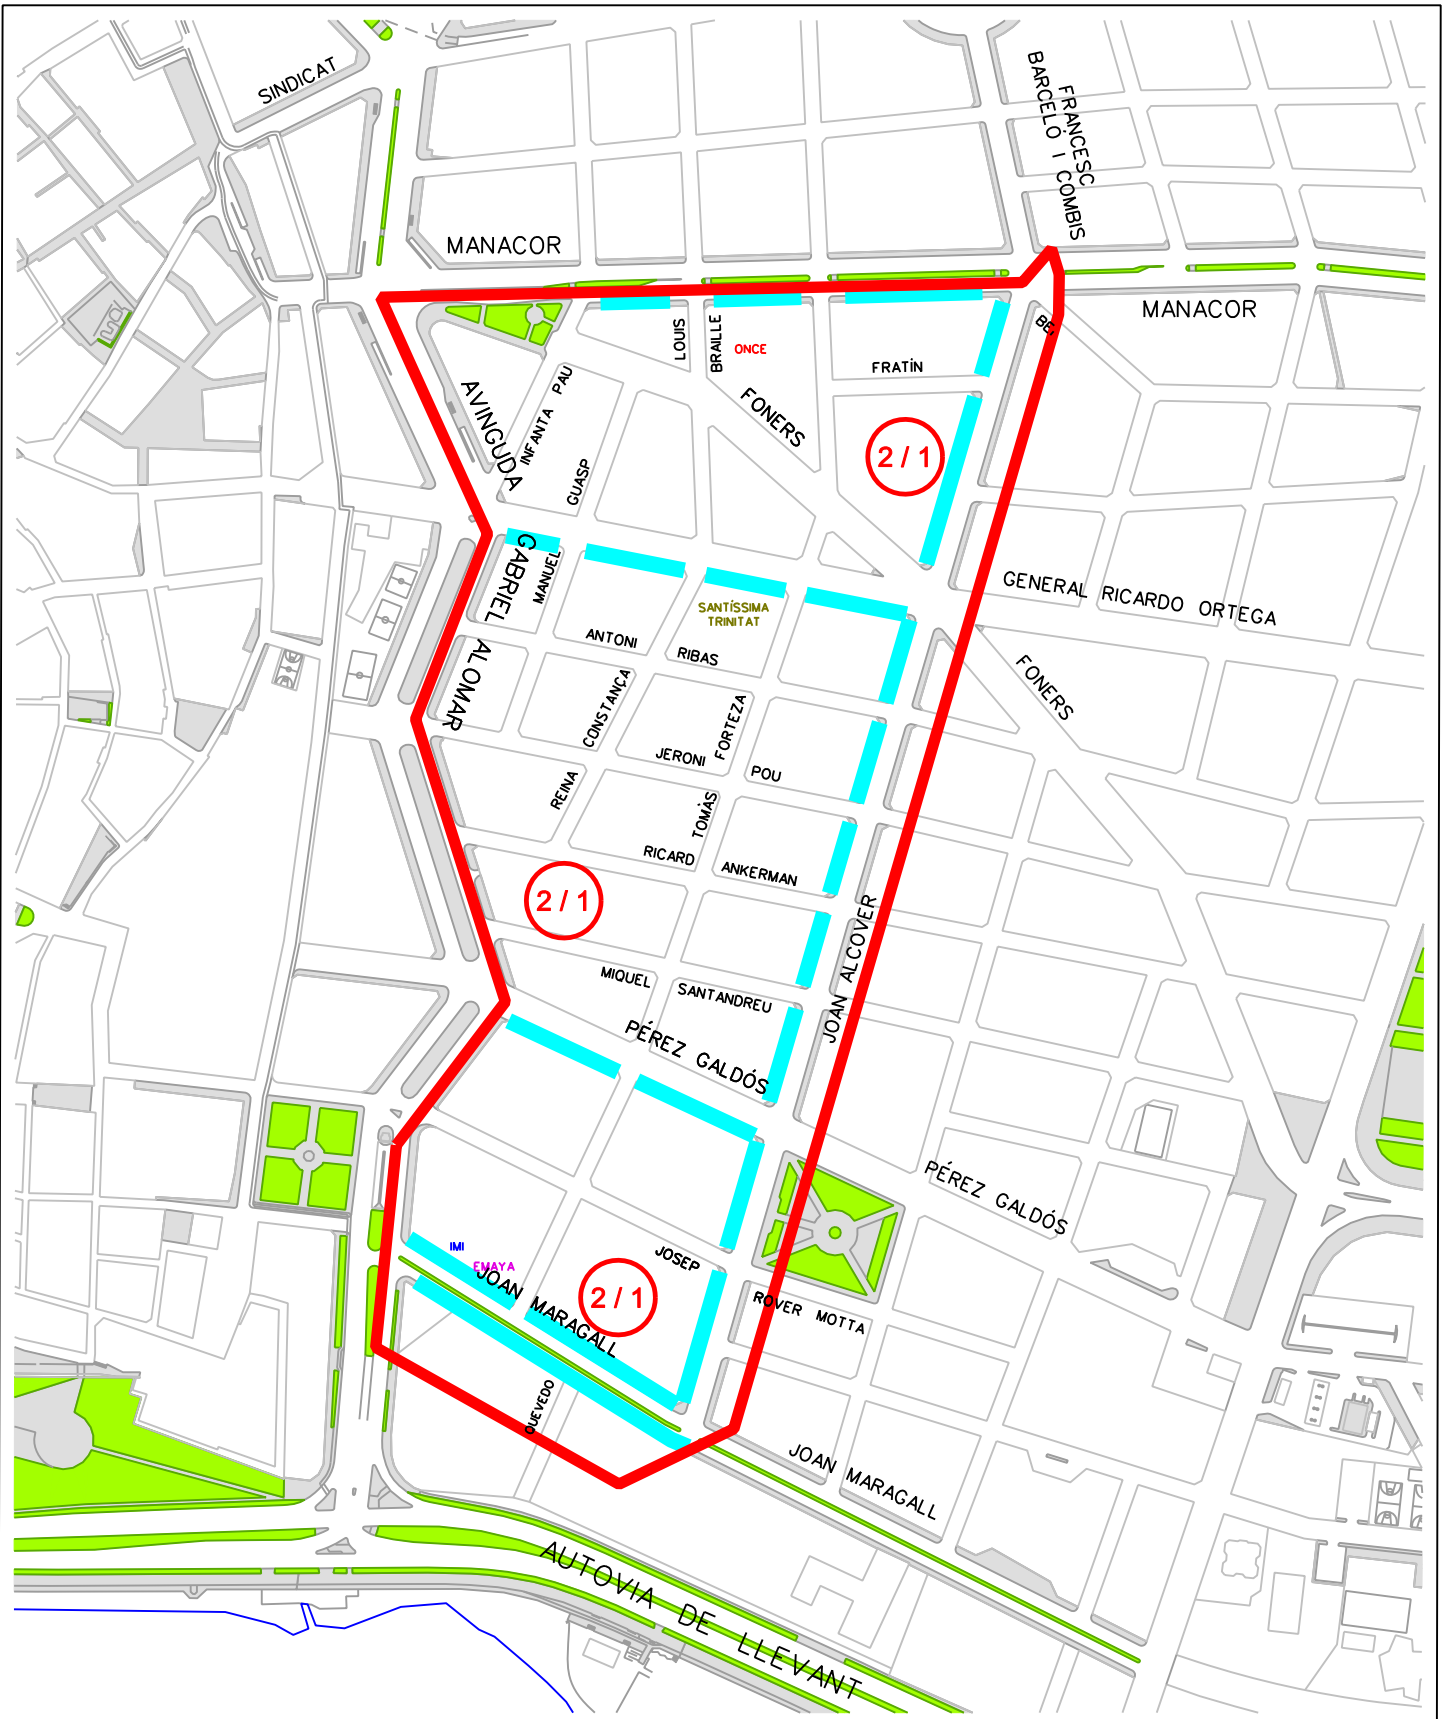 SINDICAT
FRANCESC
BARCELÓ I COMBIS
MANACOR
MANACOR
LOUIS
BRAILLE
ONCE
BE
FRATÍN
AVINGUDA
INFANTA PAU
GUASP
FONERS
2 / 1
GABRIEL ALOMAR
MANUEL
SANTÍSSIMA
TRINITAT
GENERAL RICARDO ORTEGA
ANTONI
RIBAS
FONERS
CONSTANÇA
FORTEZA
JERONI
POU
REINA
TOMÀS
RICARD
ANKERMAN
2 / 1
JOAN ALCOVER
MIQUEL
SANTANDREU
PÉREZ GALDÓS
PÉREZ GALDÓS
IMI
EMAYA
JOSEP
ROVER MOTTA
2 / 1
JOAN MARAGALL
QUEVEDO
JOAN MARAGALL
AUTOVIA DE LLEVANT